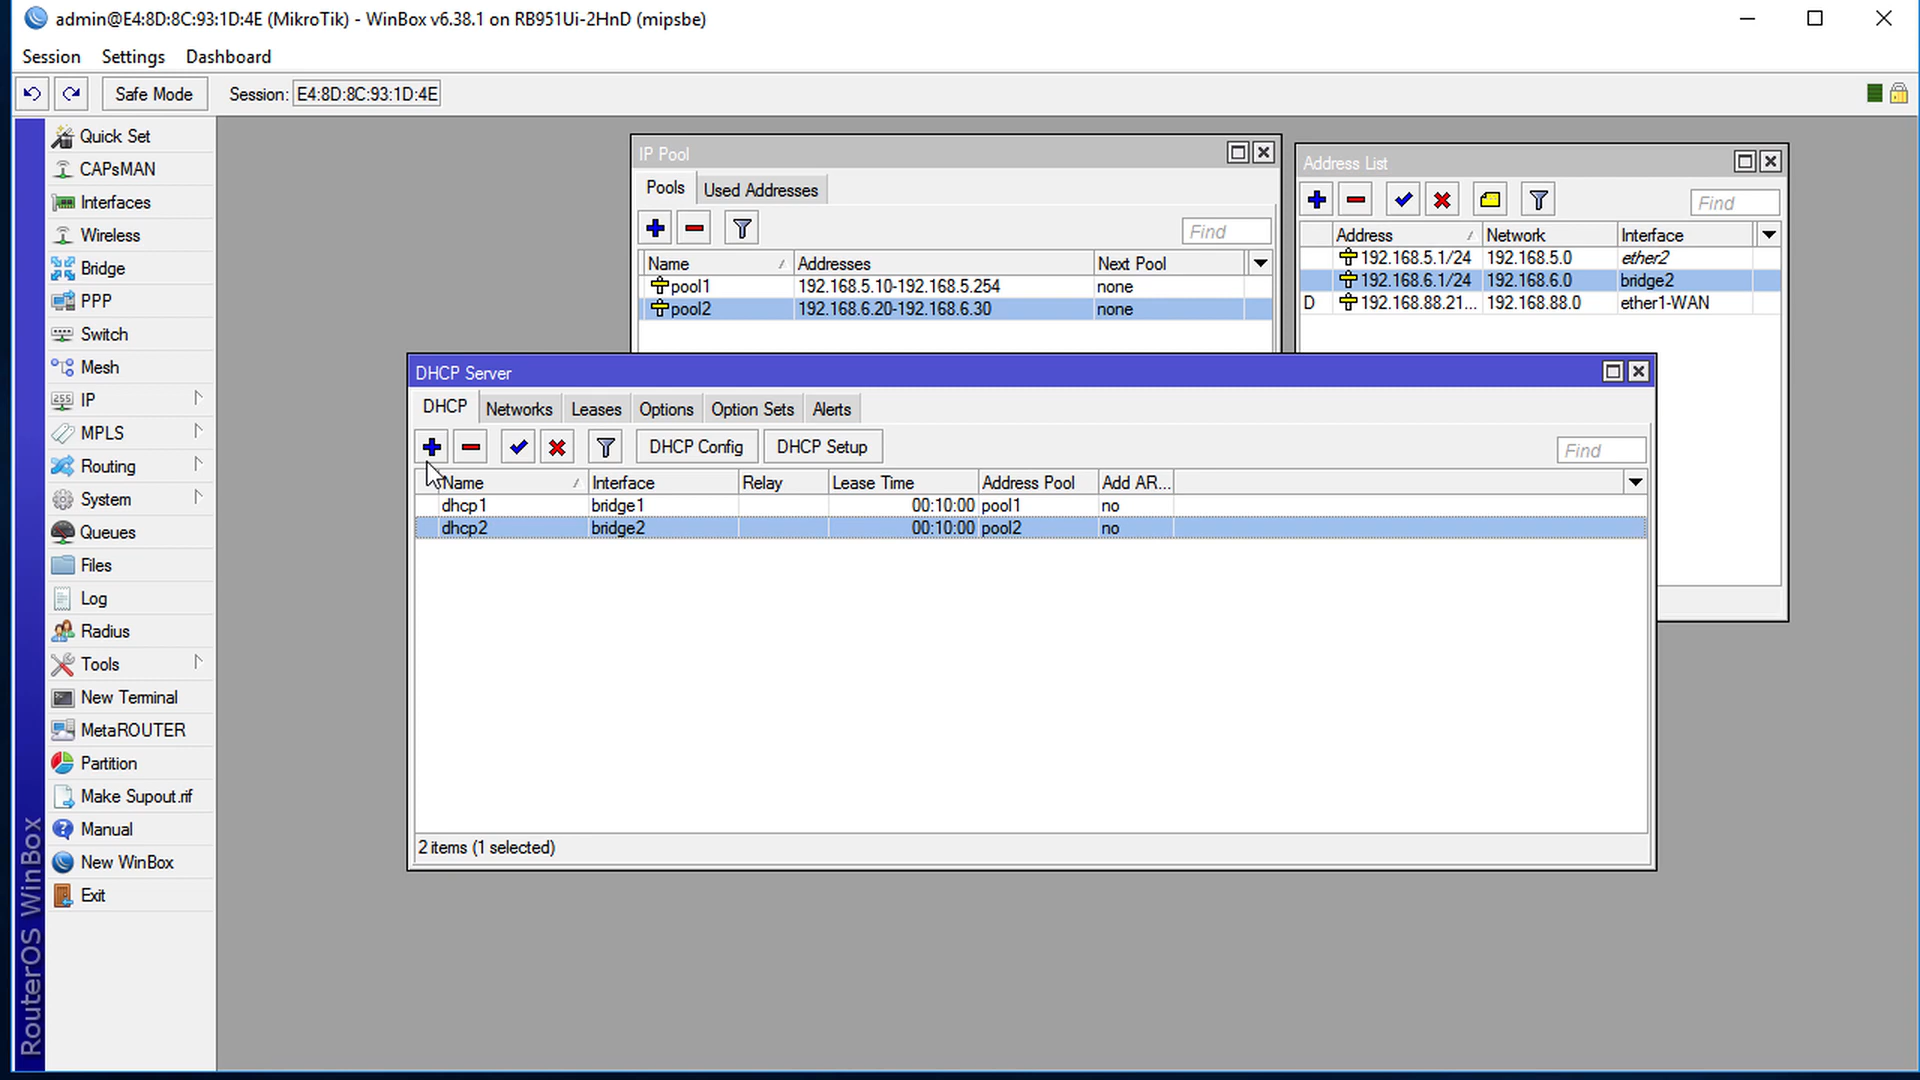 admin@E4:8D:8C:93:1D:4E (MikroTik) - WinBox v6.38.1 on RB951Ui-2HnD (mipsbe)
Session Settings Dashboard
Safe Mode Session: E4:8D:8C:93:1D:4E
Quick Set
CAPsMAN
Interfaces
Wireless
Bridge
PPP
Switch
Mesh
IP
MPLS
Routing
System
Queues
Files
Log
Radius
Tools
New Terminal
MetaROUTER
Partition
Make Supout.rif
Manual
New WinBox
Exit
RouterOS WinBox
IP Pool
Pools Used Addresses
Find
Name Addresses Next Pool
pool1 192.168.5.10-192.168.5.254 none
pool2 192.168.6.20-192.168.6.30 none
Address List
Find
Address Network Interface
192.168.5.1/24 192.168.5.0 ether2
192.168.6.1/24 192.168.6.0 bridge2
D 192.168.88.21... 192.168.88.0 ether1-WAN
DHCP Server
DHCP Networks Leases Options Option Sets Alerts
DHCP Config DHCP Setup Find
Name Interface Relay Lease Time Address Pool Add AR...
dhcp1 bridge1 00:10:00 pool1 no
dhcp2 bridge2 00:10:00 pool2 no
2 items (1 selected)